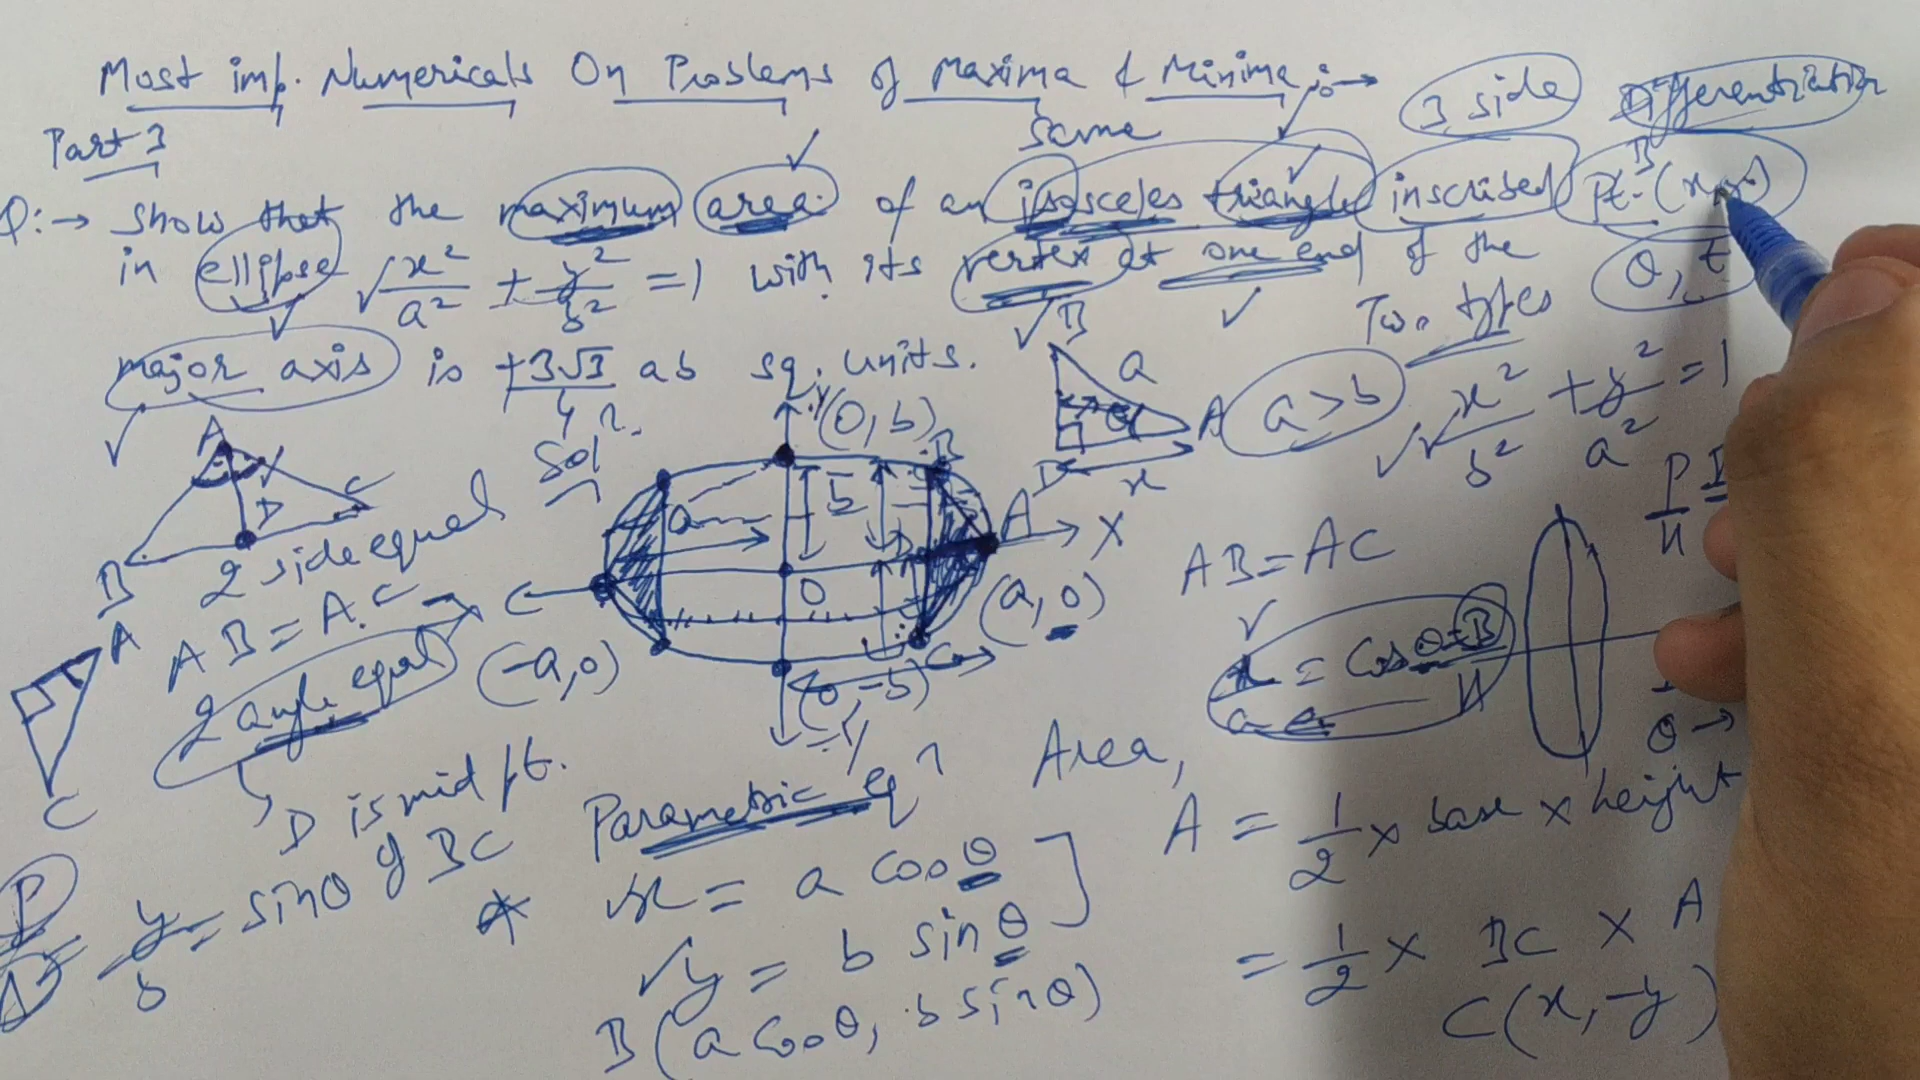 Most imp. Numericals On Problems of Maxima & Minima :→
Part 3
same
3 side
Differentiation
Q:→ Show that the maximum area of an isosceles triangle inscribed
Pt. B
in ellipse x²/a² + y²/b² = 1 with its vertex at one end of the
θ, t
major axis is 3√3/4 ab sq. units.
Two types
a > b
x²/b² + y²/a² = 1
Solⁿ.
A
B
D
C
2 side equal
AB = AC
2 angle equal
D is mid pt.
of BC
A
C
Y
(0, b)
B
a
b
A
X
O
(a, 0)
C
(-a, 0)
(0, -b)
-Y
B
a
θ
A
D
x
AB = AC
x/a = cos θ = B/H
P
H
θ →
P
y/b = sin θ
Parametric eqⁿ
x = a cos θ
y = b sin θ
B (a cos θ, b sin θ)
Area,
A = 1/2 × base × height
= 1/2 × BC × A
C (x, -y)